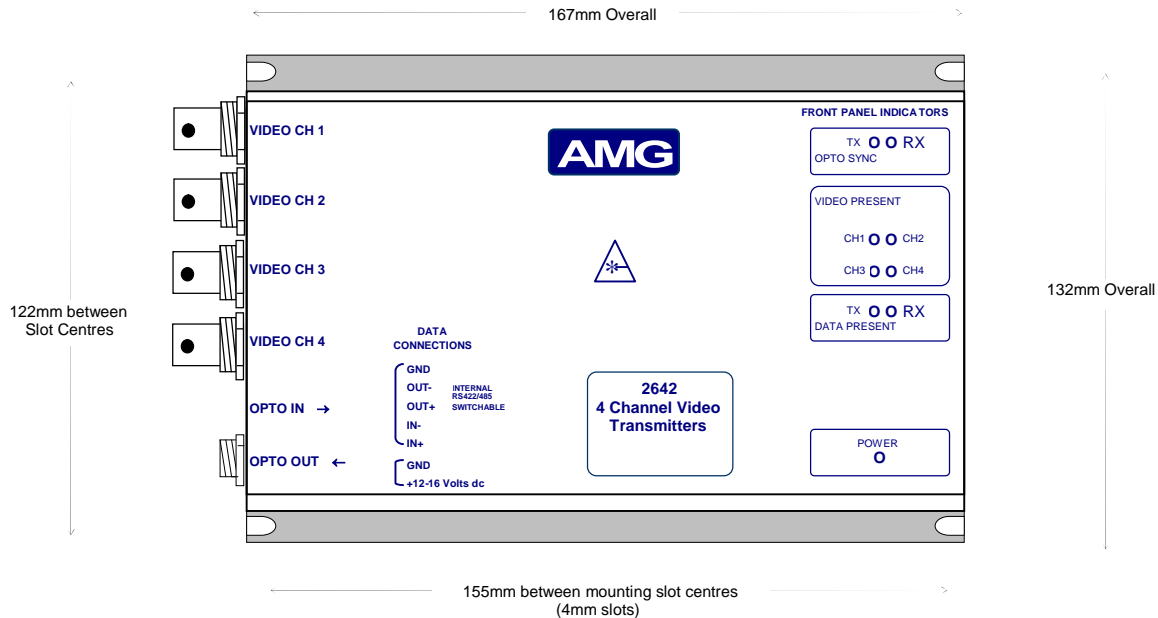 167mm Overall
FRONT PANEL INDICATORS
VIDEO CH 1
AMG
TX O O RX
OPTO SYNC
VIDEO CH 2
VIDEO PRESENT
CH1 O O CH2
VIDEO CH 3
CH3 O O CH4
122mm between
Slot Centres
132mm Overall
TX O O RX
DATA PRESENT
VIDEO CH 4
DATA
CONNECTIONS
GND
OUT-
INTERNAL
RS422/485
SWITCHABLE
OUT+
IN-
IN+
GND
+12-16 Volts dc
OPTO IN →
OPTO OUT ←
2642
4 Channel Video
Transmitters
POWER
O
155mm between mounting slot centres
(4mm slots)